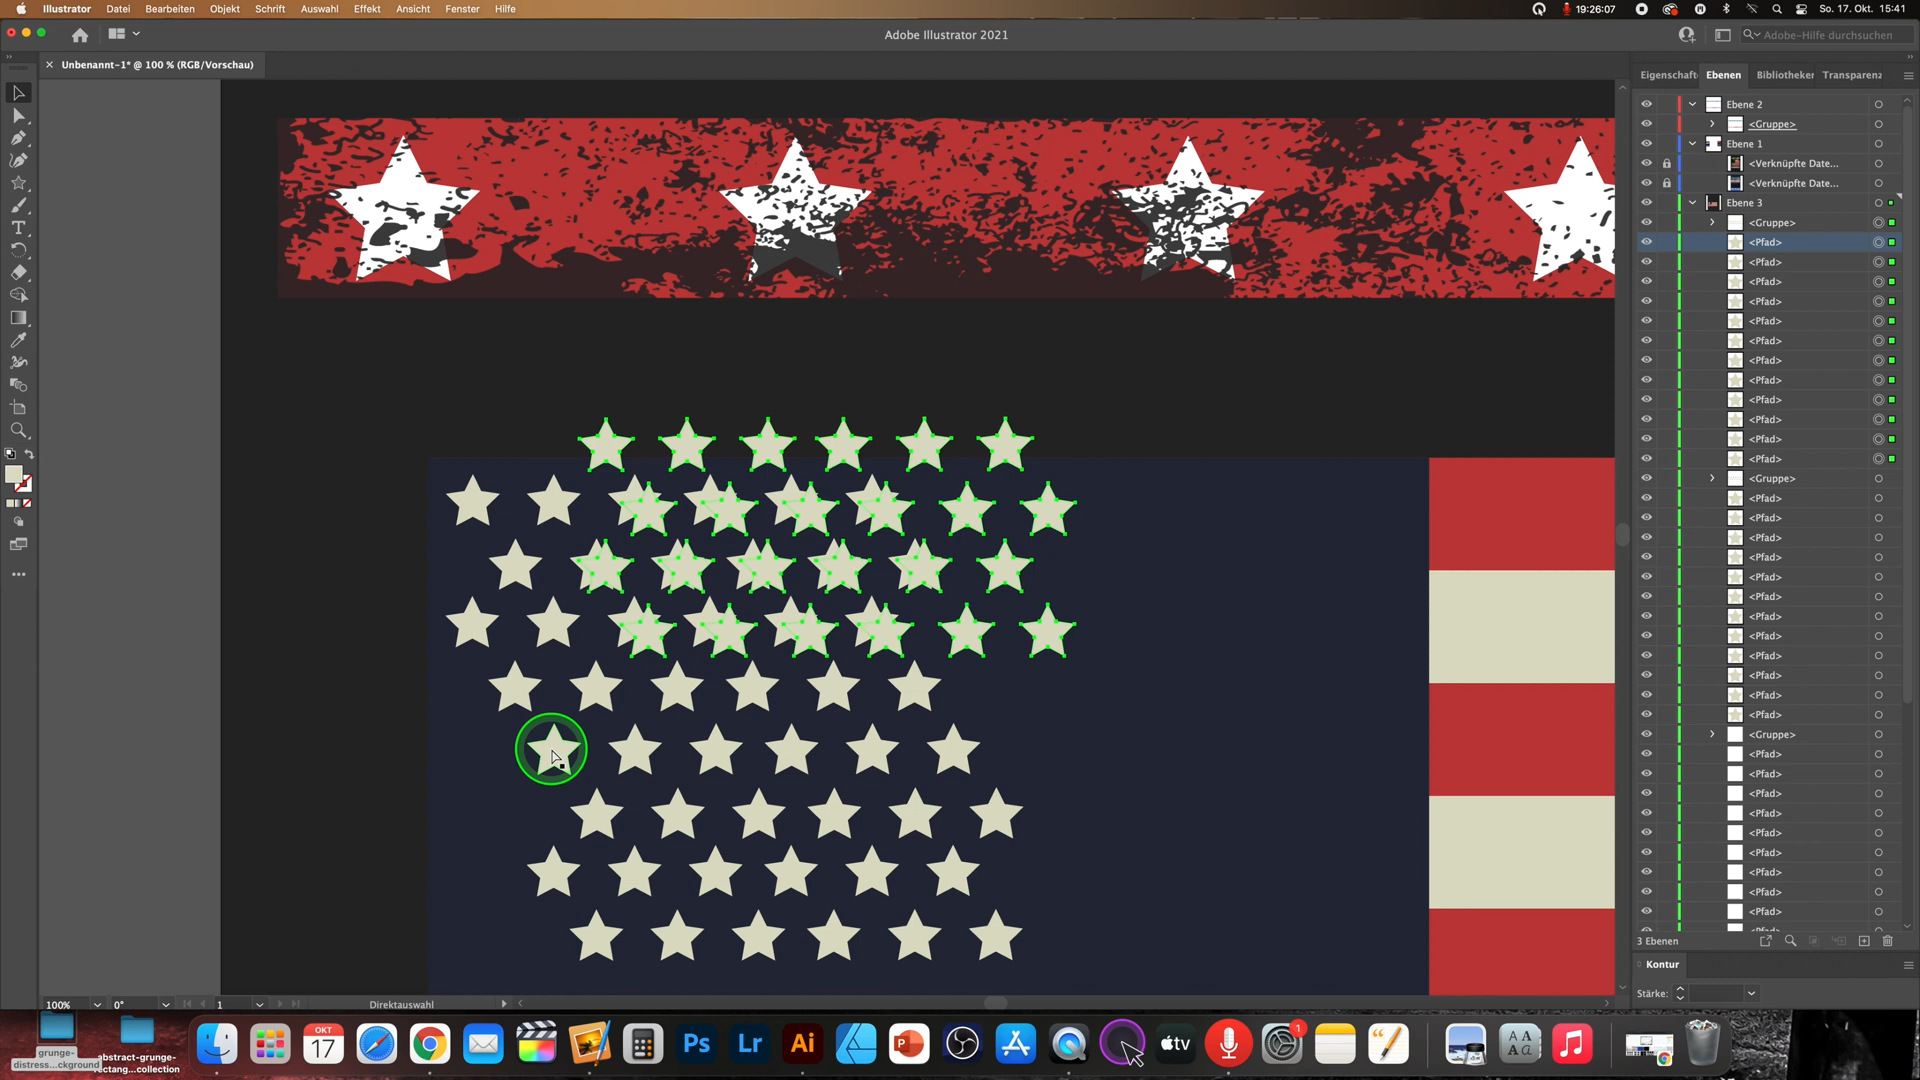 Illustrator Datei Bearbeiten Objekt Schrift Auswahl Effekt Ansicht Fenster Hilfe 19:26:07 So. 17. Okt. 15:41
Adobe Illustrator 2021
Adobe-Hilfe durchsuchen
Unbenannt-1* @ 100 % (RGB/Vorschau)
Eigenschaft Ebenen Bibliotheker Transparenz
Ebene 2
<Gruppe>
Ebene 1
<Verknüpfte Date...
<Verknüpfte Date...
Ebene 3
<Gruppe>
<Pfad>
<Pfad>
<Pfad>
<Pfad>
<Pfad>
<Pfad>
<Pfad>
<Pfad>
<Pfad>
<Pfad>
<Pfad>
<Pfad>
<Gruppe>
<Pfad>
<Pfad>
<Pfad>
<Pfad>
<Pfad>
<Pfad>
<Pfad>
<Pfad>
<Pfad>
<Pfad>
<Pfad>
<Pfad>
<Gruppe>
<Pfad>
<Pfad>
<Pfad>
<Pfad>
<Pfad>
<Pfad>
<Pfad>
<Pfad>
<Pfad>
3 Ebenen
Kontur
Stärke:
100% 0° 1 Direktauswahl
grunge-
distress...ckground
abstract-grunge-
rectang...collection
OKT
17
Ps Lr Ai
tv
1